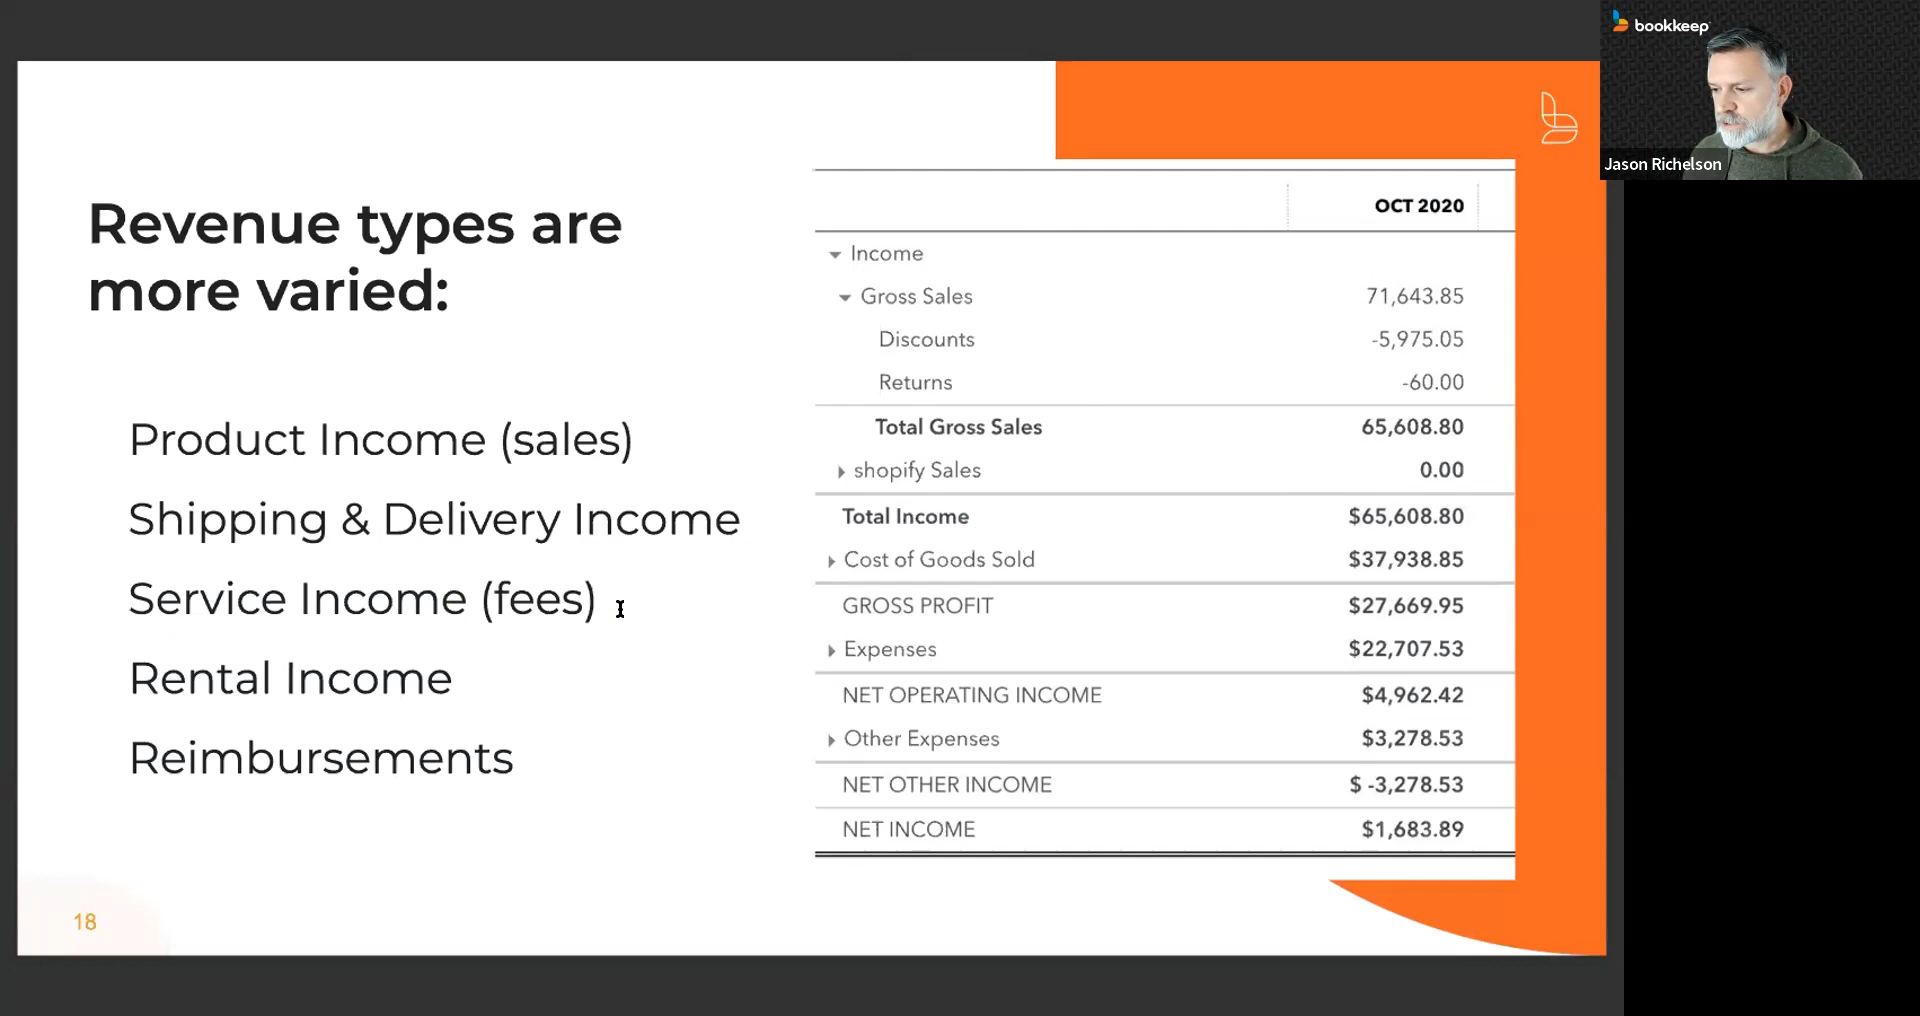 bookkeep
Jason Richelson
Revenue types are
more varied:
Product Income (sales)
Shipping & Delivery Income
Service Income (fees)
Rental Income
Reimbursements
18
OCT 2020
Income
Gross Sales 71,643.85
Discounts -5,975.05
Returns -60.00
Total Gross Sales 65,608.80
shopify Sales 0.00
Total Income $65,608.80
Cost of Goods Sold $37,938.85
GROSS PROFIT $27,669.95
Expenses $22,707.53
NET OPERATING INCOME $4,962.42
Other Expenses $3,278.53
NET OTHER INCOME $ -3,278.53
NET INCOME $1,683.89